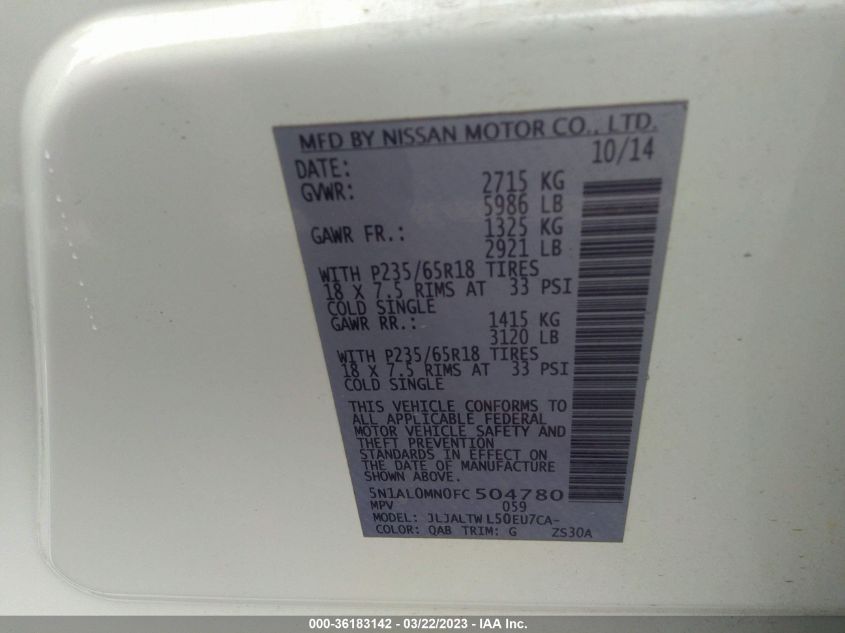 MFD BY NISSAN MOTOR CO., LTD.
DATE: 10/14
GVWR: 2715 KG
5986 LB
GAWR FR.: 1325 KG
2921 LB
WITH P235/65R18 TIRES
18 X 7.5 RIMS AT 33 PSI
COLD SINGLE
GAWR RR.: 1415 KG
3120 LB
WITH P235/65R18 TIRES
18 X 7.5 RIMS AT 33 PSI
COLD SINGLE
THIS VEHICLE CONFORMS TO
ALL APPLICABLE FEDERAL
MOTOR VEHICLE SAFETY AND
THEFT PREVENTION
STANDARDS IN EFFECT ON
THE DATE OF MANUFACTURE
SHOWN ABOVE.
5N1AL0MN0FC 504780
MPV 059
MODEL: JLJALTW L50EU7CA-
COLOR: QAB TRIM: G ZS30A
000-36183142 - 03/22/2023 - IAA Inc.